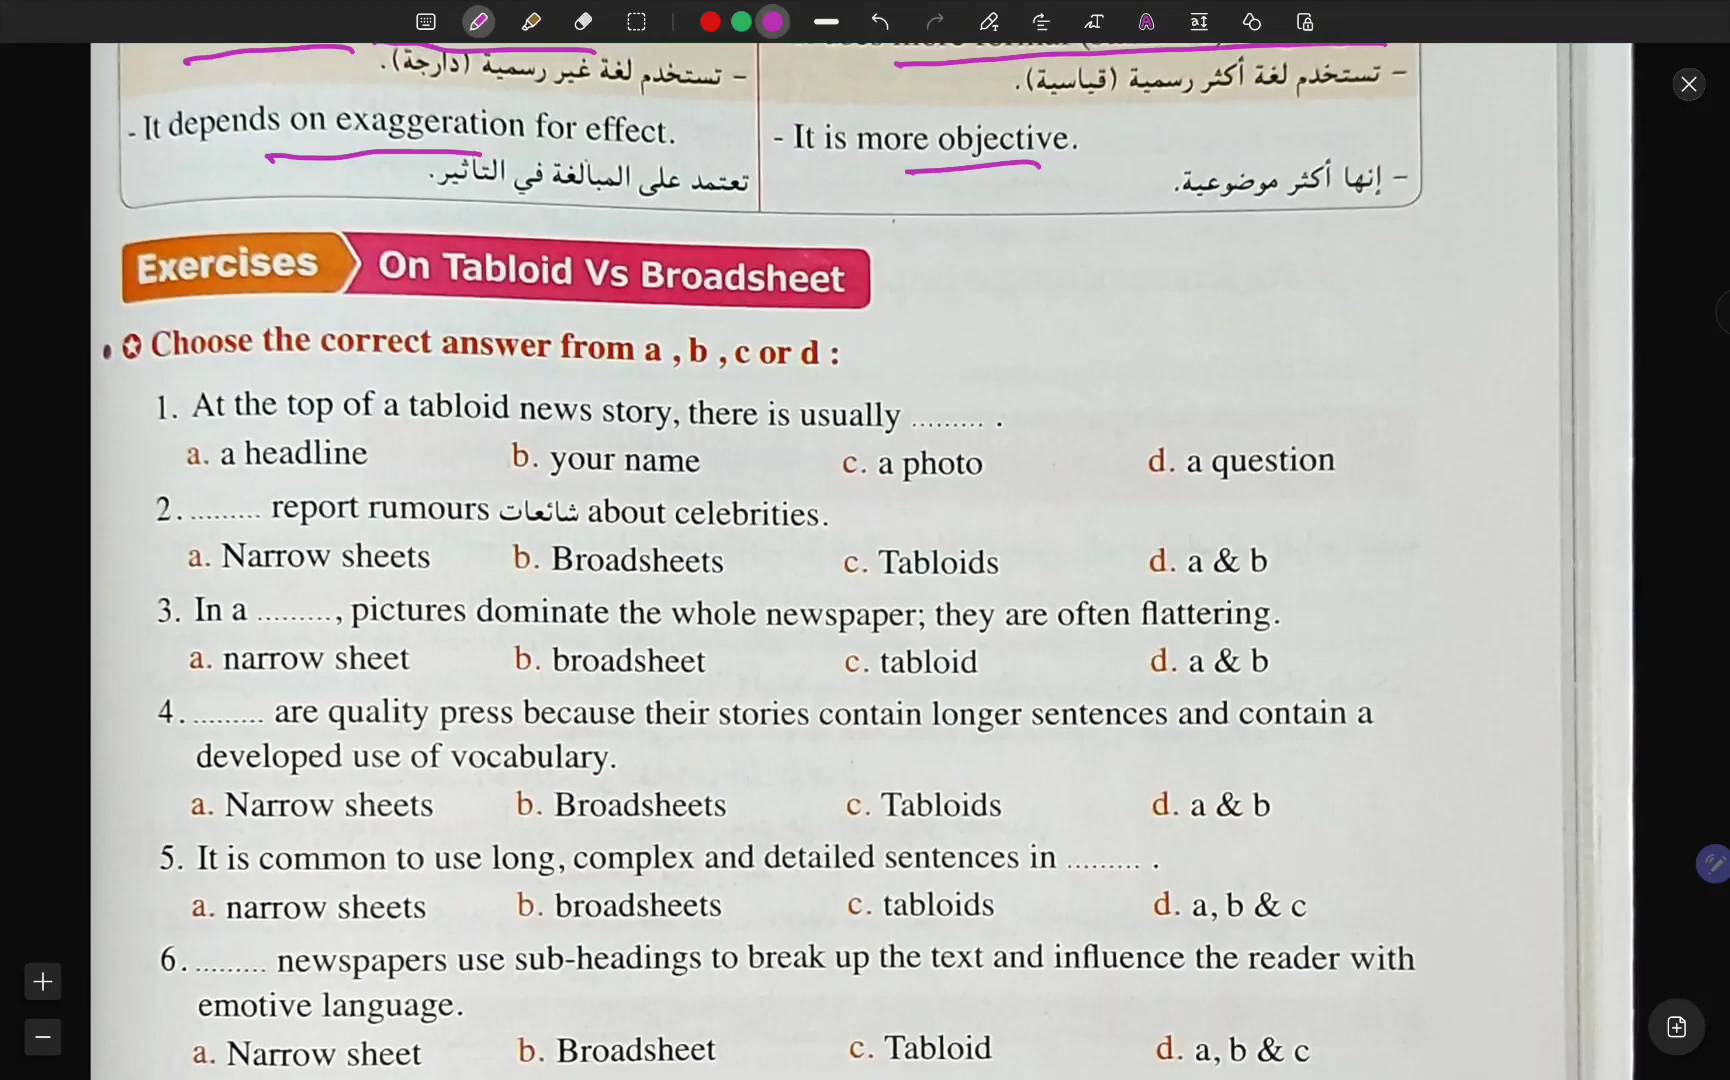 - تستخدم لغة غير رسمية (دارجة).
- تستخدم لغة أكثر رسمية (قياسية).
- It depends on exaggeration for effect.
- It is more objective.
تعتمد على المبالغة في التأثير.
- إنها أكثر موضوعية.
Exercises On Tabloid Vs Broadsheet
Choose the correct answer from a , b , c or d :
1. At the top of a tabloid news story, there is usually ......... .
a. a headline b. your name c. a photo d. a question
2. ......... report rumours شائعات about celebrities.
a. Narrow sheets b. Broadsheets c. Tabloids d. a & b
3. In a ........., pictures dominate the whole newspaper; they are often flattering.
a. narrow sheet b. broadsheet c. tabloid d. a & b
4. ......... are quality press because their stories contain longer sentences and contain a
developed use of vocabulary.
a. Narrow sheets b. Broadsheets c. Tabloids d. a & b
5. It is common to use long, complex and detailed sentences in ......... .
a. narrow sheets b. broadsheets c. tabloids d. a, b & c
6. ......... newspapers use sub-headings to break up the text and influence the reader with
emotive language.
a. Narrow sheet b. Broadsheet c. Tabloid d. a, b & c